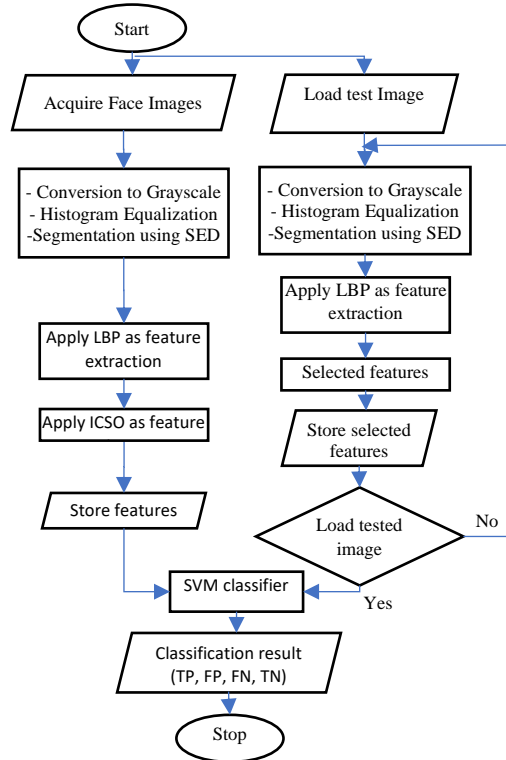 Start
Acquire Face Images
- Conversion to Grayscale
- Histogram Equalization
-Segmentation using SED
Apply LBP as feature
extraction
Apply ICSO as feature
Store features
Load test Image
- Conversion to Grayscale
- Histogram Equalization
-Segmentation using SED
Apply LBP as feature
extraction
Selected features
Store selected
features
Load tested
image
No
Yes
SVM classifier
Classification result
(TP, FP, FN, TN)
Stop